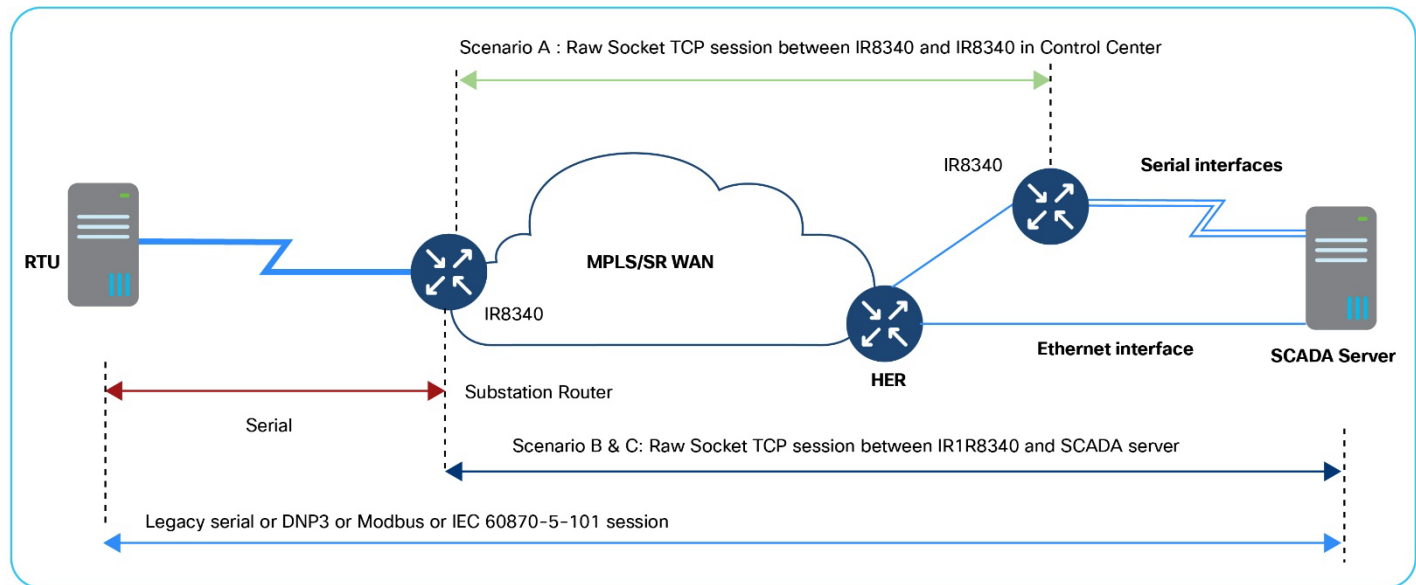 Scenario A : Raw Socket TCP session between IR8340 and IR8340 in Control Center
IR8340
Serial interfaces
RTU
MPLS/SR WAN
IR8340
Ethernet interface
SCADA Server
HER
Substation Router
Serial
Scenario B & C: Raw Socket TCP session between IR1R8340 and SCADA server
Legacy serial or DNP3 or Modbus or IEC 60870-5-101 session